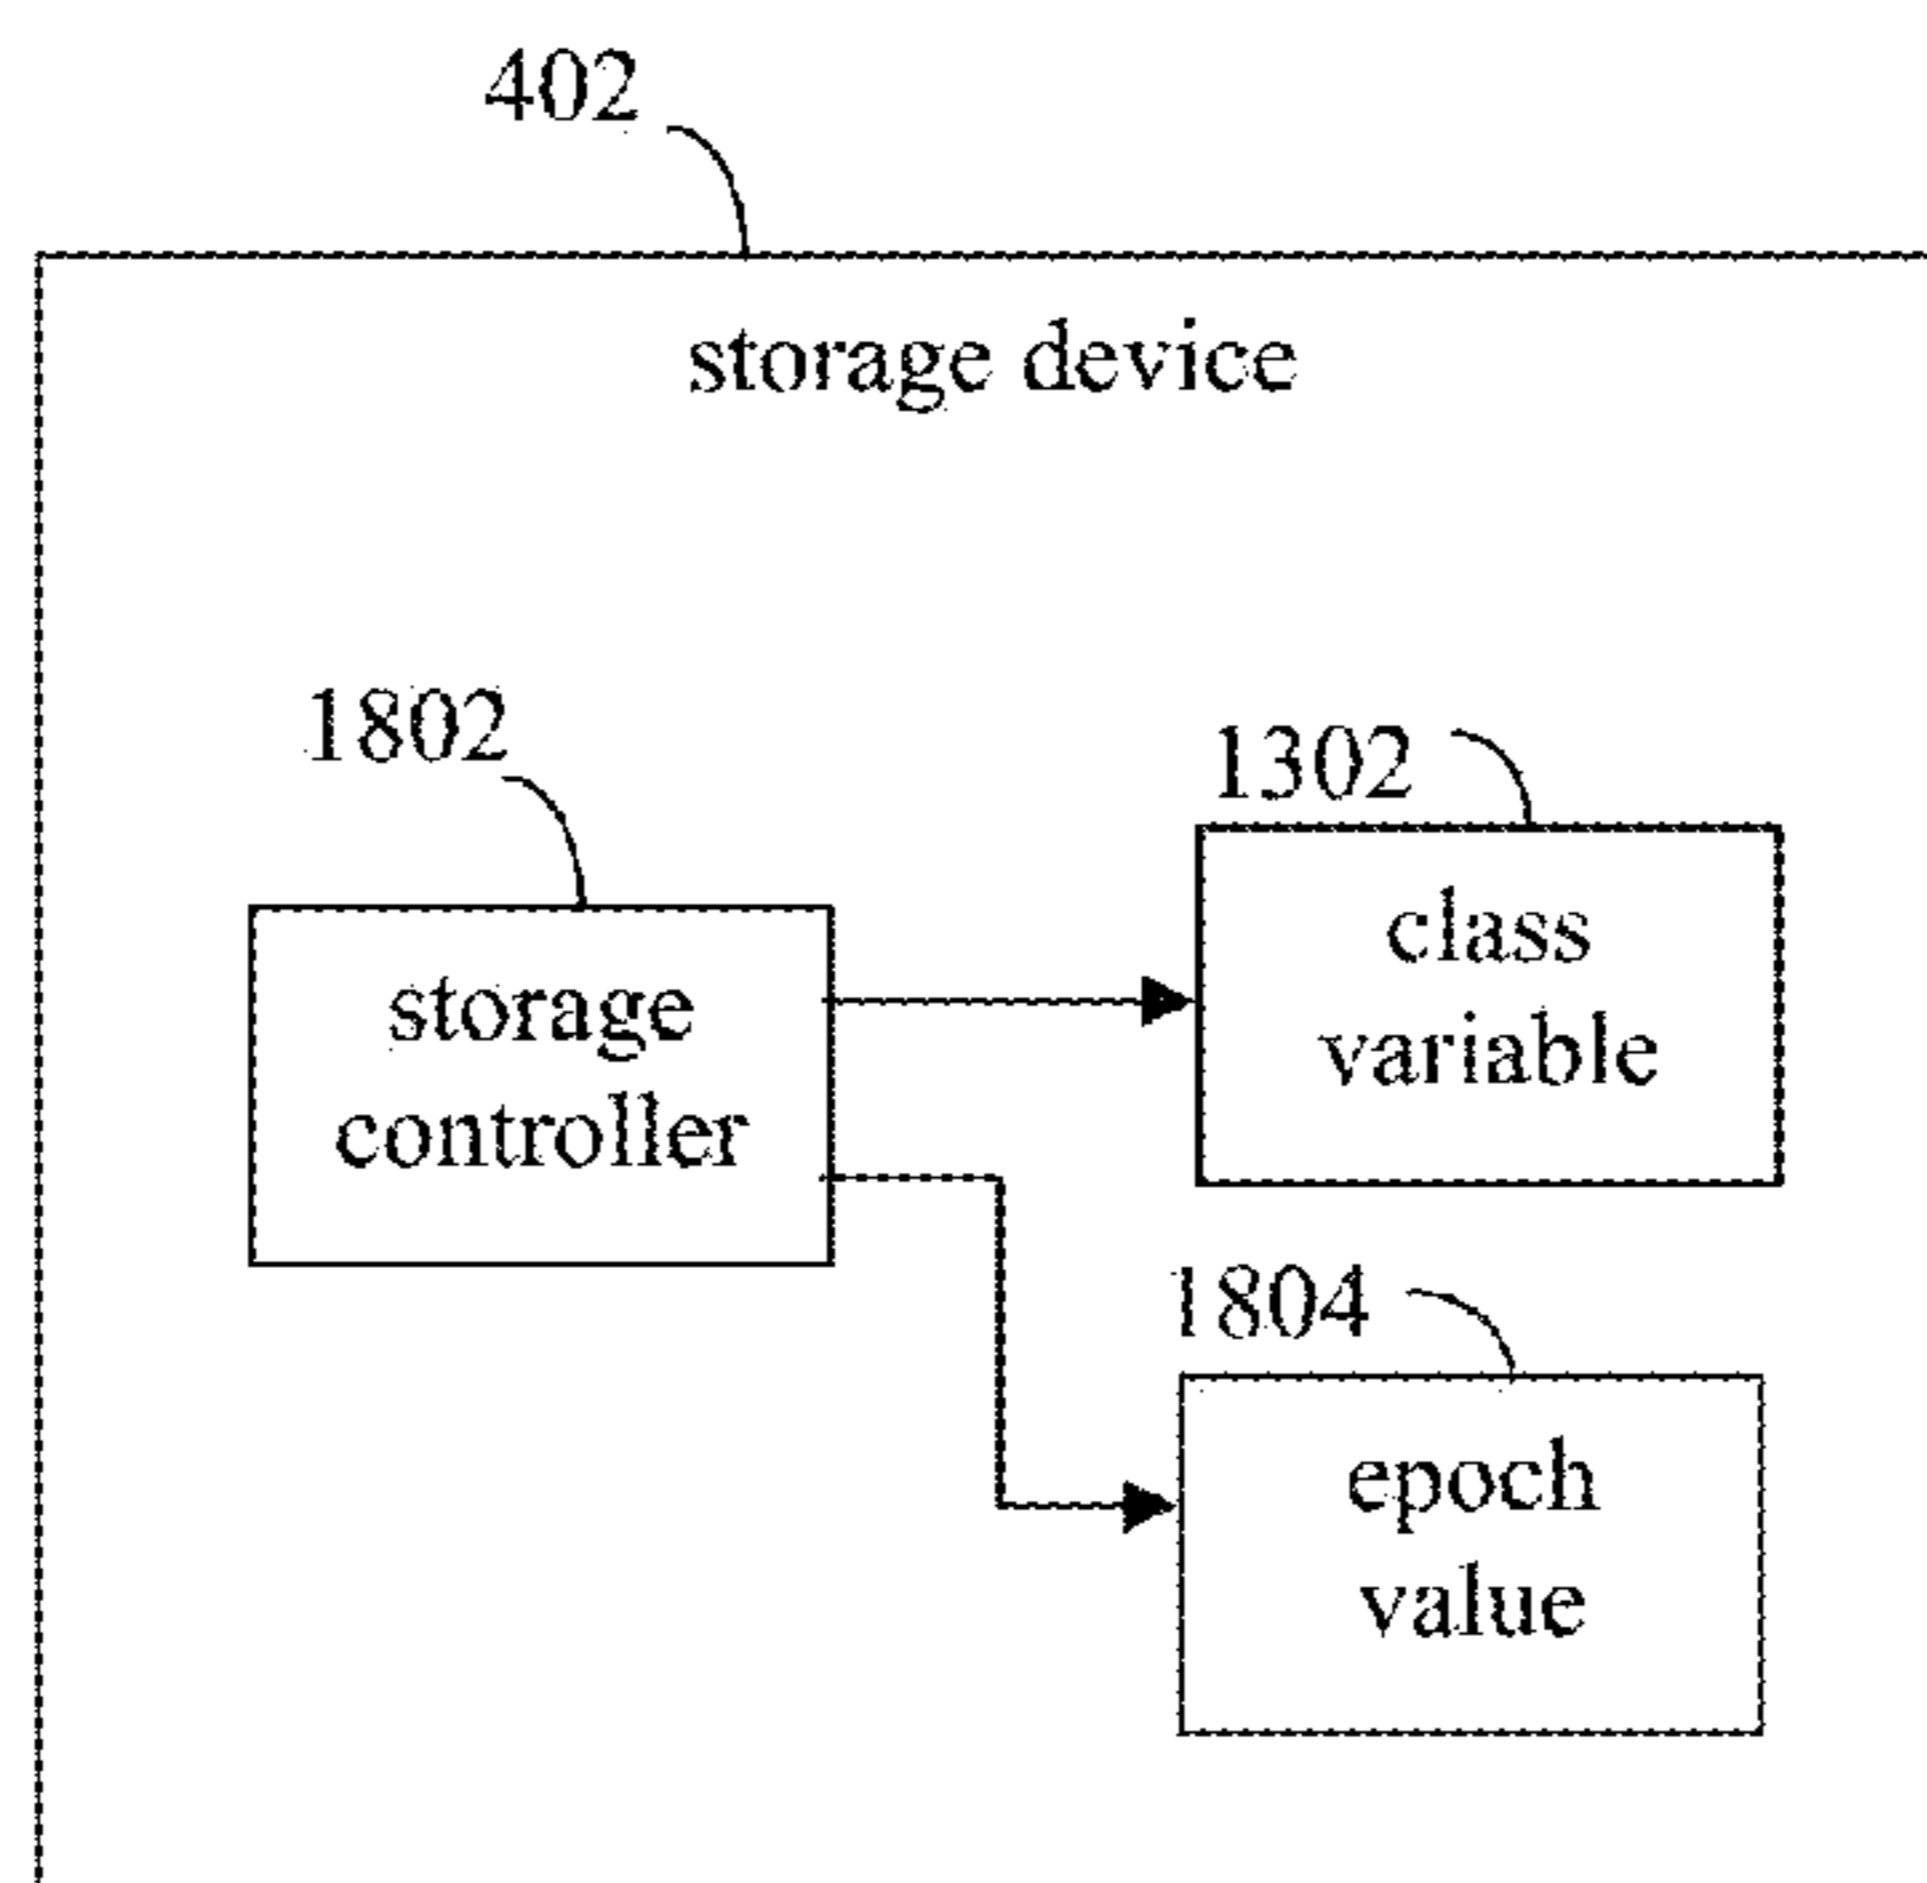 402
storage device
1802
1302
storage
controller
class
variable
1804
epoch
value